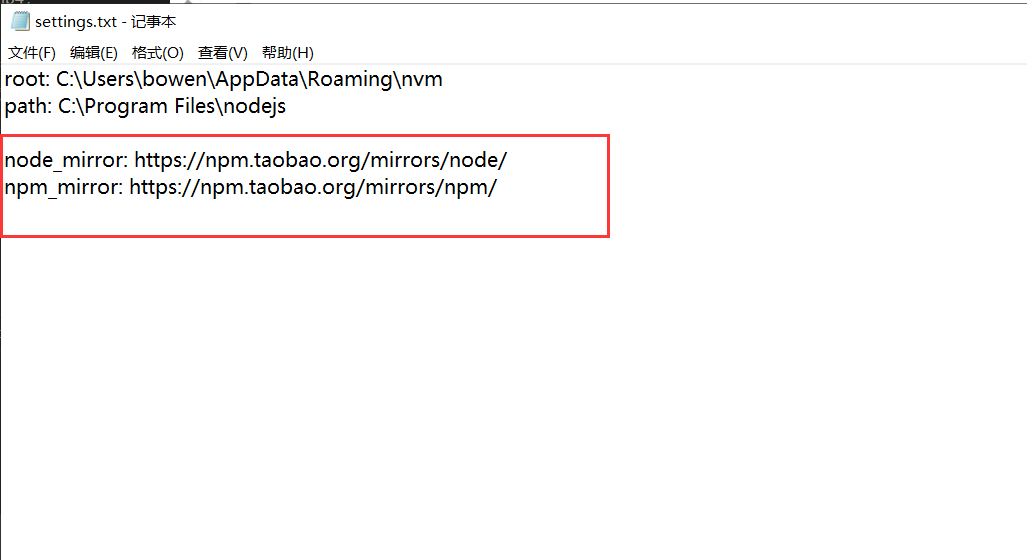 settings.txt - 记事本
文件(F) 编辑(E) 格式(O) 查看(V) 帮助(H)
root: C:\Users\bowen\AppData\Roaming\nvm
path: C:\Program Files\nodejs
node_mirror: https://npm.taobao.org/mirrors/node/
npm_mirror: https://npm.taobao.org/mirrors/npm/